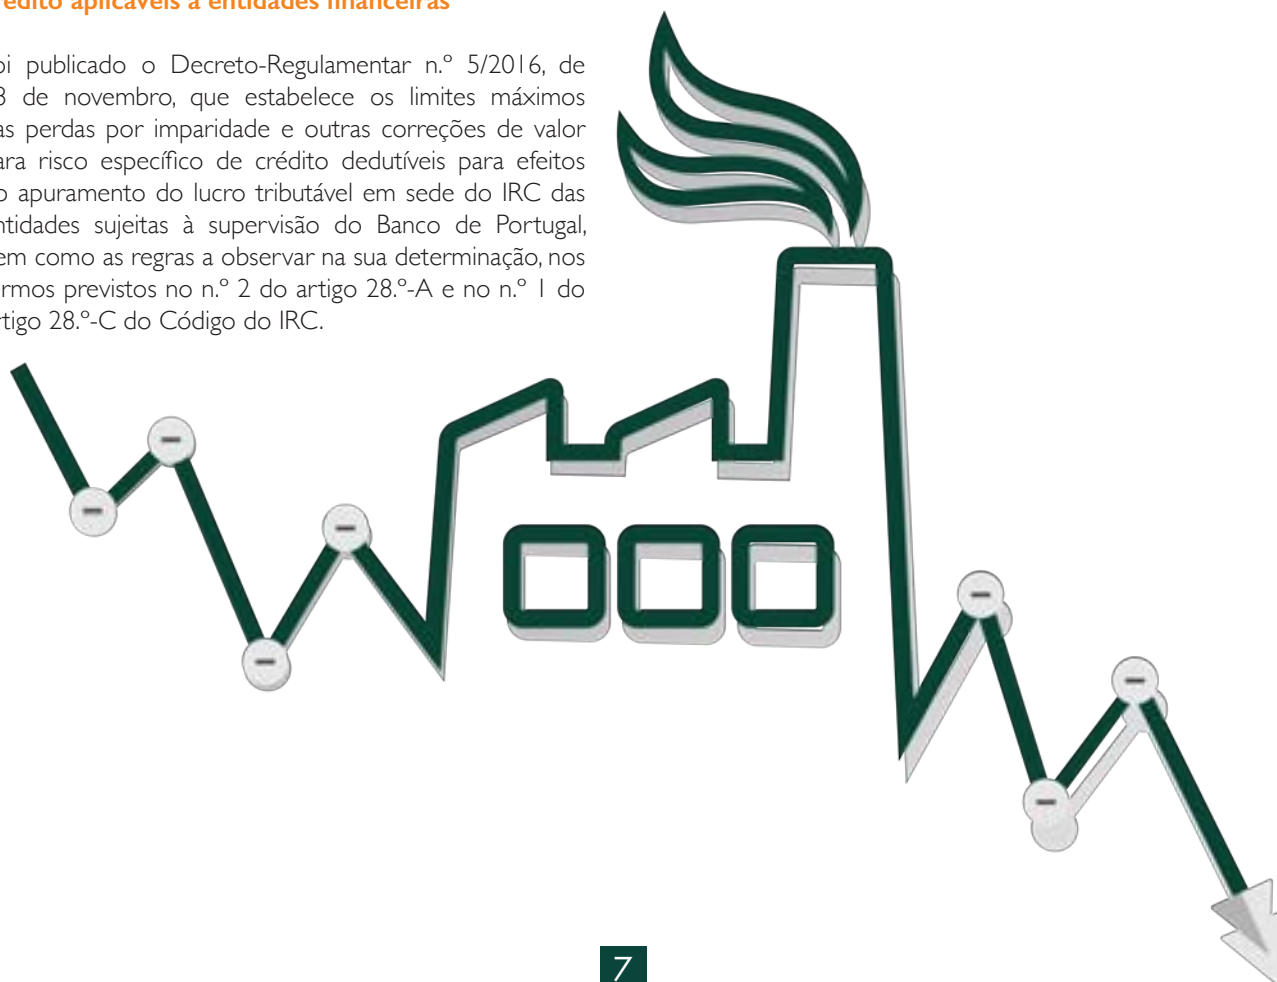 crédito aplicáveis a entidades financeiras
oi publicado o Decreto-Regulamentar n.º 5/2016, de
8 de novembro, que estabelece os limites máximos
as perdas por imparidade e outras correções de valor
ara risco específico de crédito dedutíveis para efeitos
o apuramento do lucro tributável em sede do IRC das
ntidades sujeitas à supervisão do Banco de Portugal,
em como as regras a observar na sua determinação, nos
rmos previstos no n.º 2 do artigo 28.º-A e no n.º 1 do
rtigo 28.º-C do Código do IRC.
7